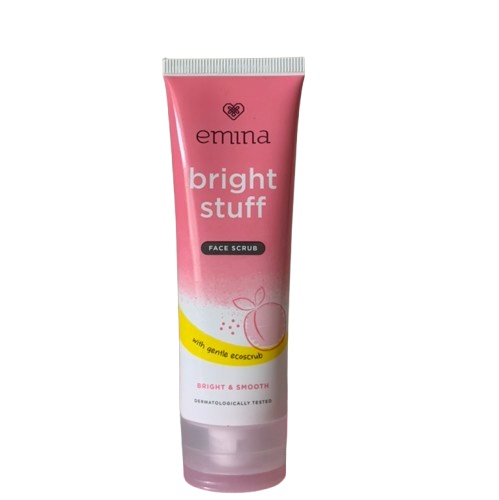 emina
bright
stuff
FACE SCRUB
with gentle ecoscrub
BRIGHT & SMOOTH
DERMATOLOGICALLY TESTED